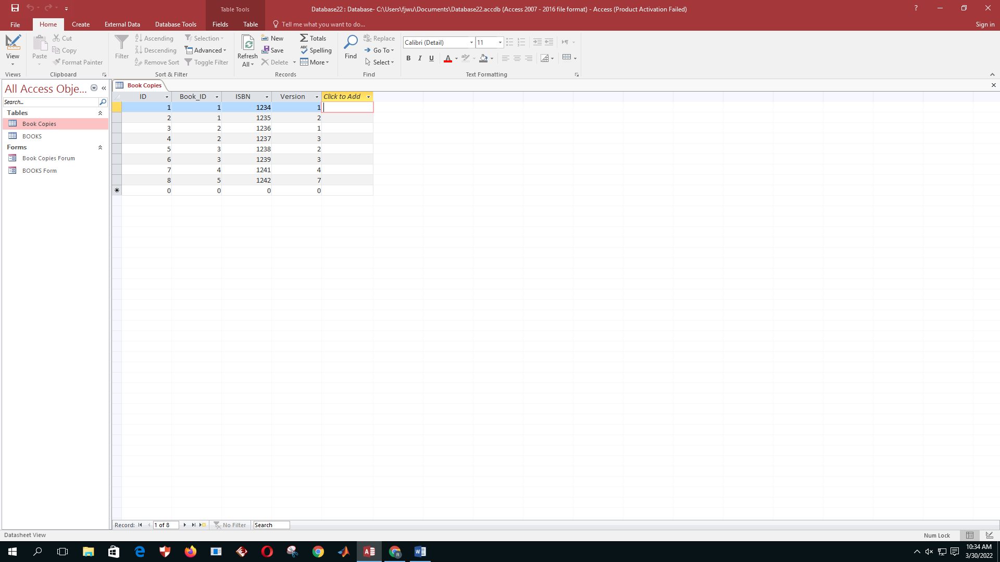 Table Tools
Database22 : Database- C:\Users\fjwu\Documents\Database22.accdb (Access 2007 - 2016 file format) - Access (Product Activation Failed)
?
File Home Create External Data Database Tools Fields Table Tell me what you want to do... Sign in
View
Views
Paste
Cut
Copy
Format Painter
Clipboard
Filter
Ascending
Descending
Remove Sort
Selection
Advanced
Toggle Filter
Sort & Filter
Refresh
All
New
Save
Delete
Totals
Spelling
More
Records
Find
Replace
Go To
Select
Find
Calibri (Detail) 11
B I U A
Text Formatting
All Access Obje...
Search...
Tables
Book Copies
BOOKS
Forms
Book Copies Forum
BOOKS Form
Book Copies
ID Book_ID ISBN Version Click to Add
1 1 1234 1
2 1 1235 2
3 2 1236 1
4 2 1237 3
5 3 1238 2
6 3 1239 3
7 4 1241 4
8 5 1242 7
0 0 0 0
Record: 1 of 8 No Filter Search
Datasheet View Num Lock
10:34 AM
3/30/2022